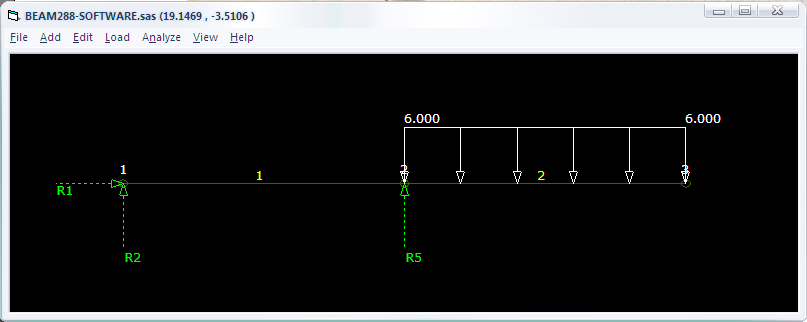 BEAM288-SOFTWARE.sas (19.1469 , -3.5106 )
File Add Edit Load Analyze View Help
6.000 6.000
1 2 3
1 2
R1
R2 R5